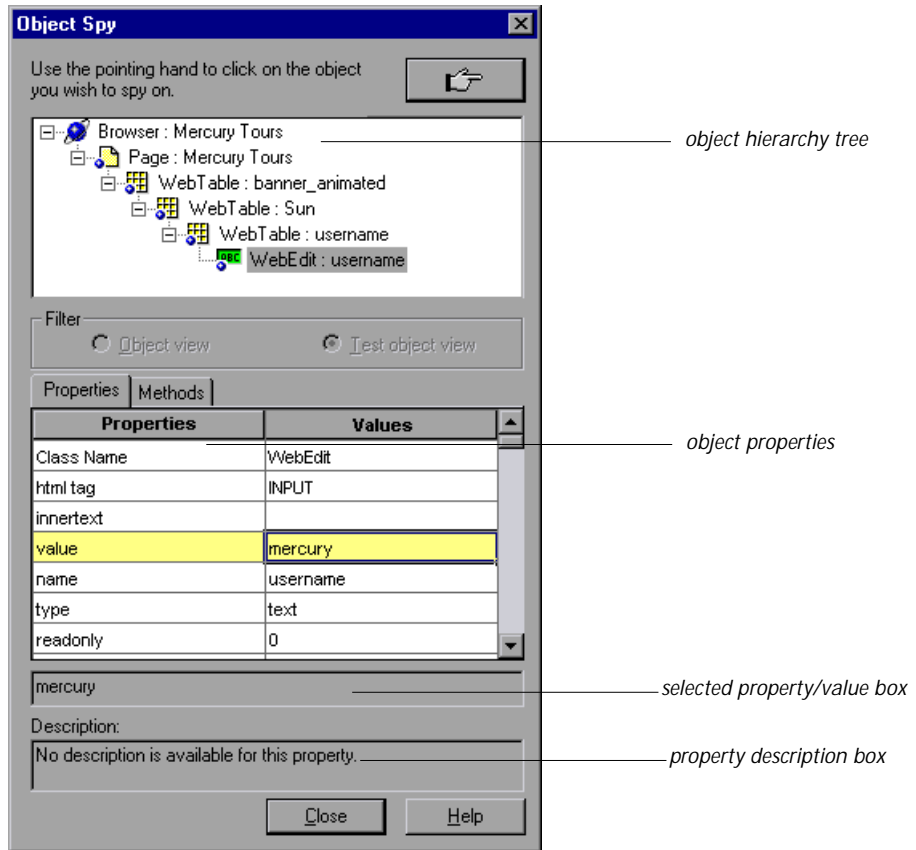 Object Spy
Use the pointing hand to click on the object
you wish to spy on.
Browser : Mercury Tours
object hierarchy tree
Page : Mercury Tours
WebTable : banner_animated
WebTable : Sun
WebTable : username
ABC WebEdit : username
Filter
Object view Test object view
Properties Methods
Properties Values
object properties
Class Name WebEdit
html tag INPUT
innertext
value mercury
name username
type text
readonly 0
mercury
selected property/value box
Description:
No description is available for this property.
property description box
Close Help